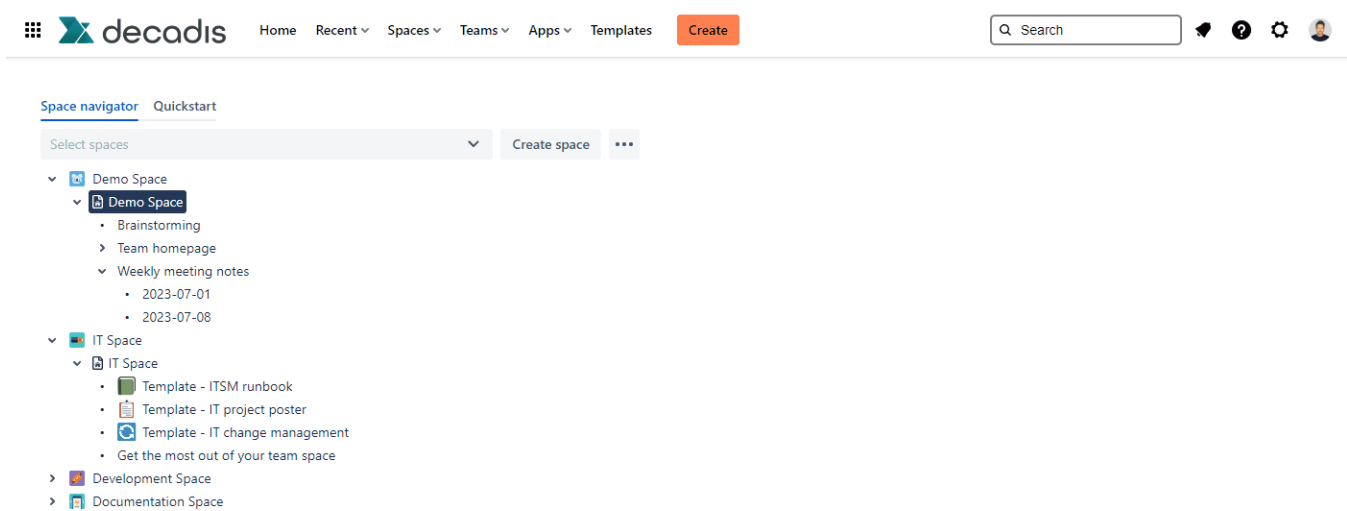 decadis Home Recent Spaces Teams Apps Templates Create Search
Space navigator Quickstart
Select spaces Create space
Demo Space
Demo Space
Brainstorming
Team homepage
Weekly meeting notes
2023-07-01
2023-07-08
IT Space
IT Space
Template - ITSM runbook
Template - IT project poster
Template - IT change management
Get the most out of your team space
Development Space
Documentation Space